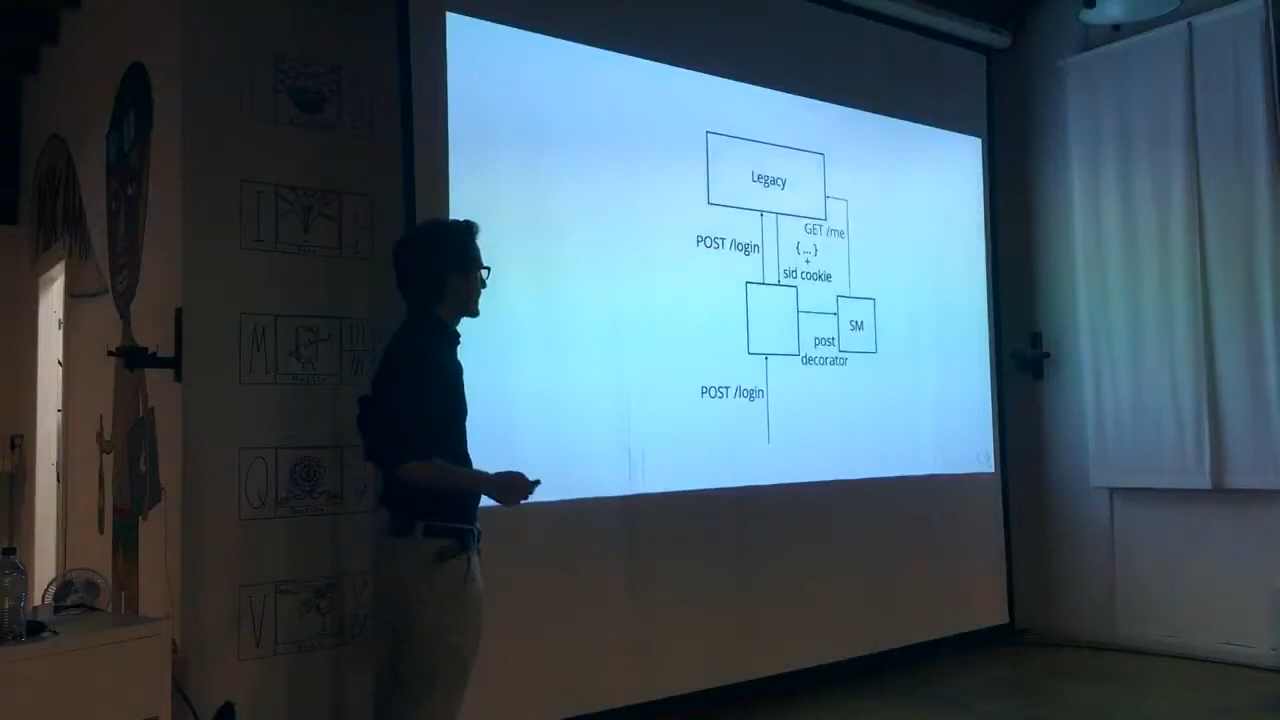 Legacy
GET /me
POST /login
{ ... }
+
sid cookie
SM
post
decorator
POST /login
I
M
Q
V